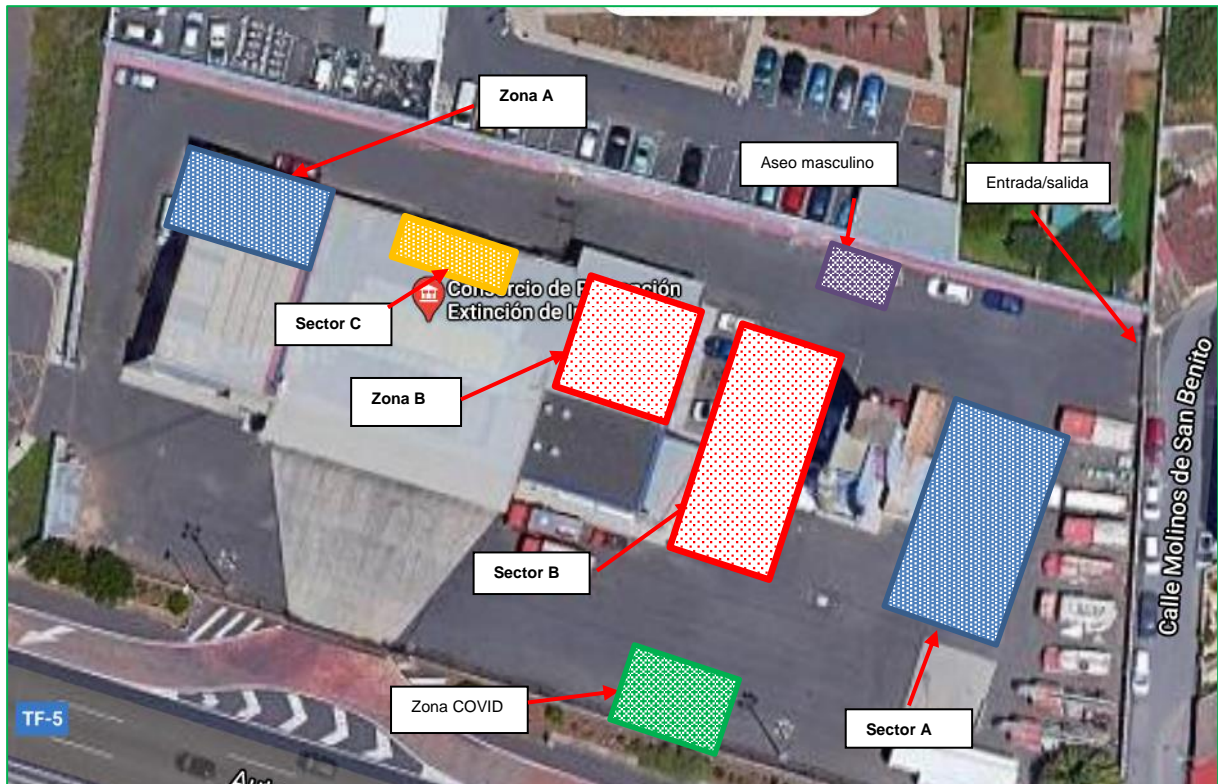 Zona A
Aseo masculino
Entrada/salida
Consorcio de P
nsión
Extinción de I
Sector C
Zona B
Calle Molinos de San Benito
Sector B
Zona COVID
Sector A
TF-5